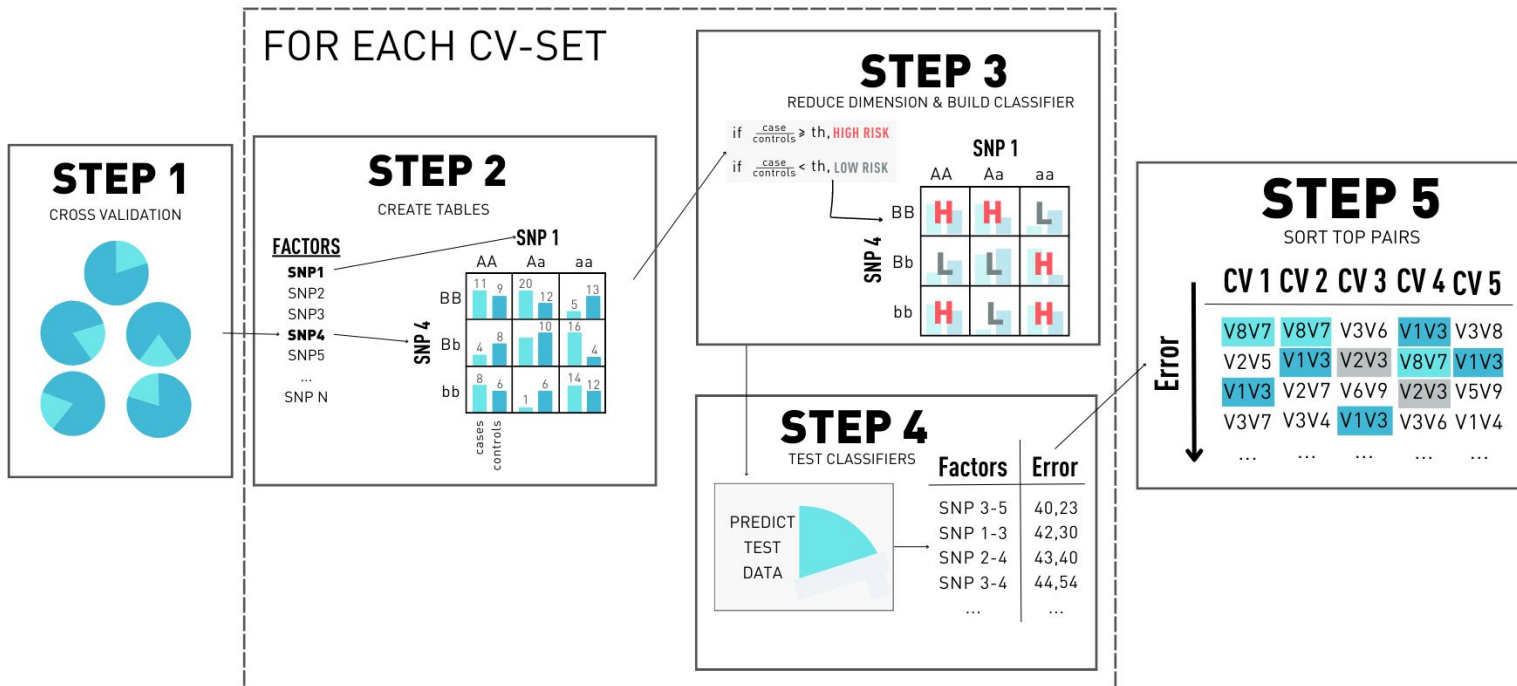 FOR EACH CV-SET
STEP 1
CROSS VALIDATION
STEP 2
CREATE TABLES
FACTORS
SNP1
SNP2
SNP3
SNP4
SNP5
...
SNP N
SNP 1
AA Aa aa
SNP 4
BB
11 9 20 12 5 13
Bb
4 8 10 16 4
bb
8 6 1 6 14 12
cases
controls
STEP 3
REDUCE DIMENSION & BUILD CLASSIFIER
if case/controls ⩾ th, HIGH RISK
if case/controls < th, LOW RISK
SNP 1
AA Aa aa
SNP 4
BB H H L
Bb L L H
bb H L H
STEP 4
TEST CLASSIFIERS
PREDICT
TEST
DATA
Factors Error
SNP 3-5 40,23
SNP 1-3 42,30
SNP 2-4 43,40
SNP 3-4 44,54
... ...
STEP 5
SORT TOP PAIRS
Error
CV 1 CV 2 CV 3 CV 4 CV 5
V8V7 V8V7 V3V6 V1V3 V3V8
V2V5 V1V3 V2V3 V8V7 V1V3
V1V3 V2V7 V6V9 V2V3 V5V9
V3V7 V3V4 V1V3 V3V6 V1V4
... ... ... ... ...